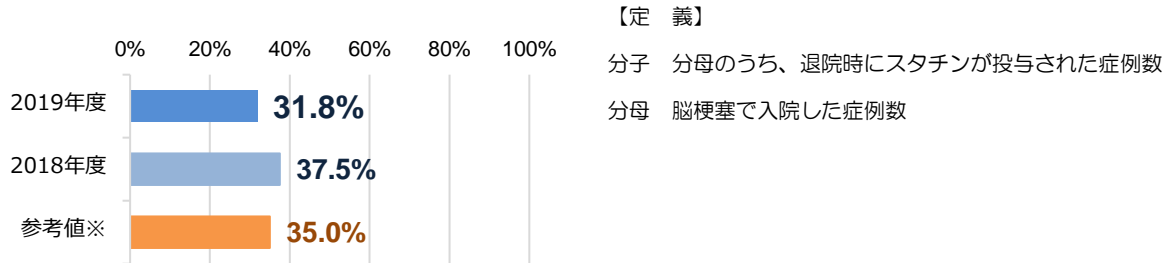 【定　義】
0% 20% 40% 60% 80% 100%
分子　分母のうち、退院時にスタチンが投与された症例数
2019年度 31.8%
分母　脳梗塞で入院した症例数
2018年度 37.5%
参考値※ 35.0%